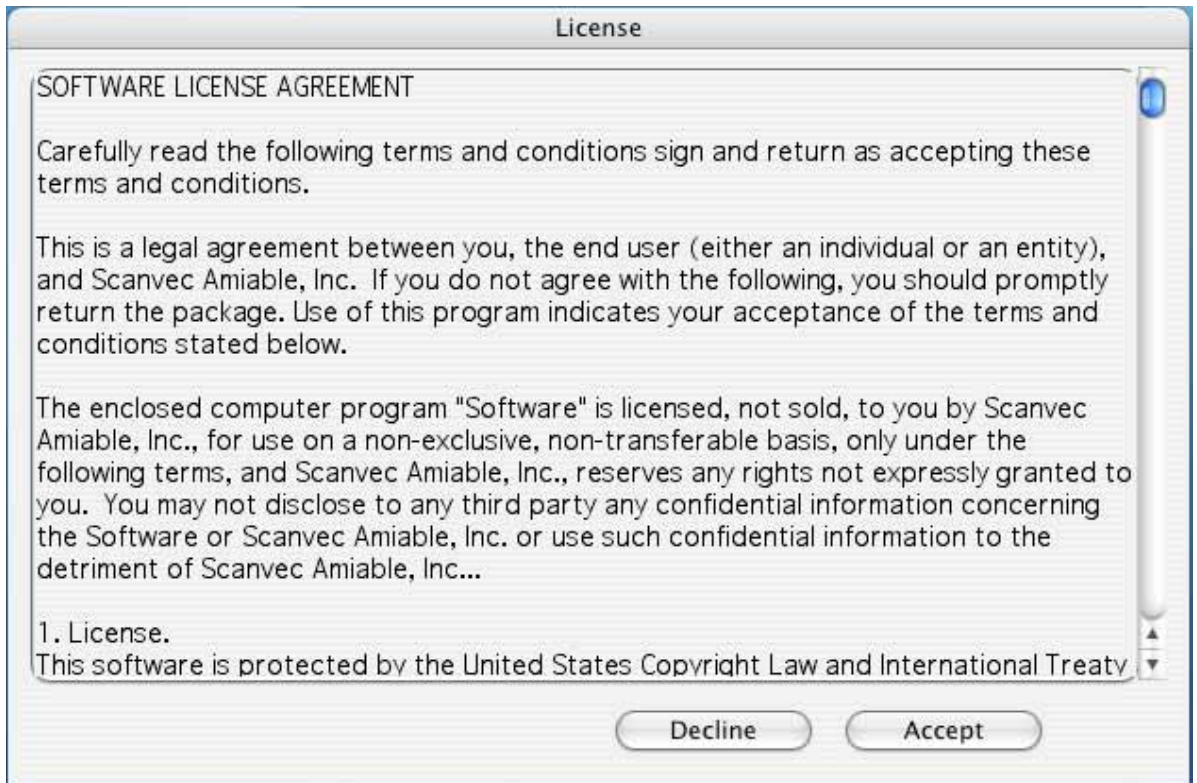 License
SOFTWARE LICENSE AGREEMENT
Carefully read the following terms and conditions sign and return as accepting these
terms and conditions.
This is a legal agreement between you, the end user (either an individual or an entity),
and Scanvec Amiable, Inc.  If you do not agree with the following, you should promptly
return the package. Use of this program indicates your acceptance of the terms and
conditions stated below.
The enclosed computer program "Software" is licensed, not sold, to you by Scanvec
Amiable, Inc., for use on a non-exclusive, non-transferable basis, only under the
following terms, and Scanvec Amiable, Inc., reserves any rights not expressly granted to
you.  You may not disclose to any third party any confidential information concerning
the Software or Scanvec Amiable, Inc. or use such confidential information to the
detriment of Scanvec Amiable, Inc...
1. License.
This software is protected by the United States Copyright Law and International Treaty
Decline
Accept